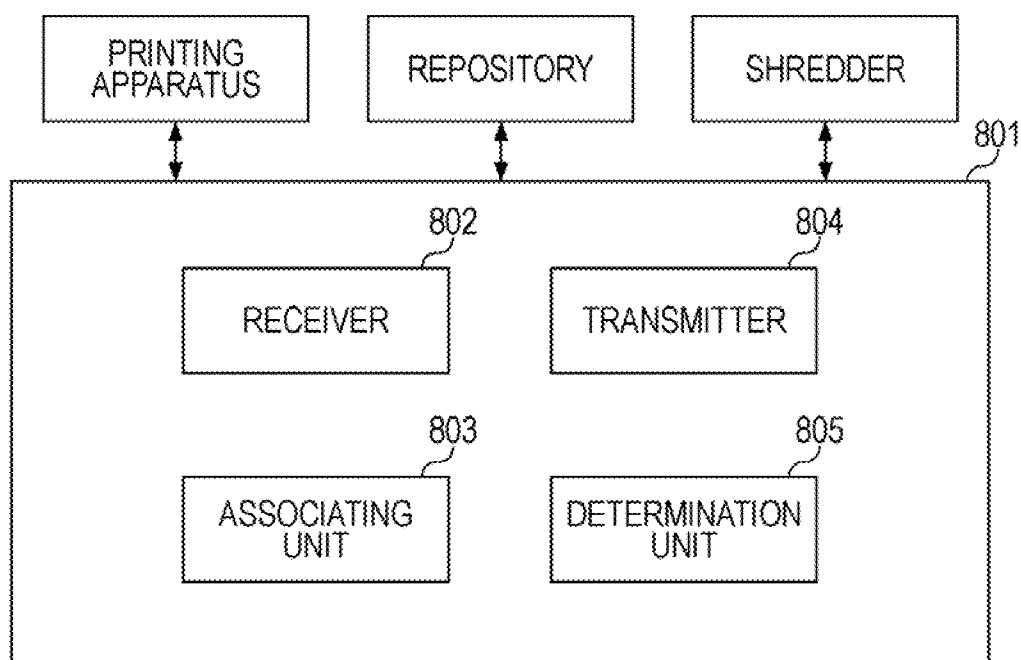 PRINTING
APPARATUS
REPOSITORY
SHREDDER
801
802
804
RECEIVER
TRANSMITTER
803
805
ASSOCIATING
UNIT
DETERMINATION
UNIT